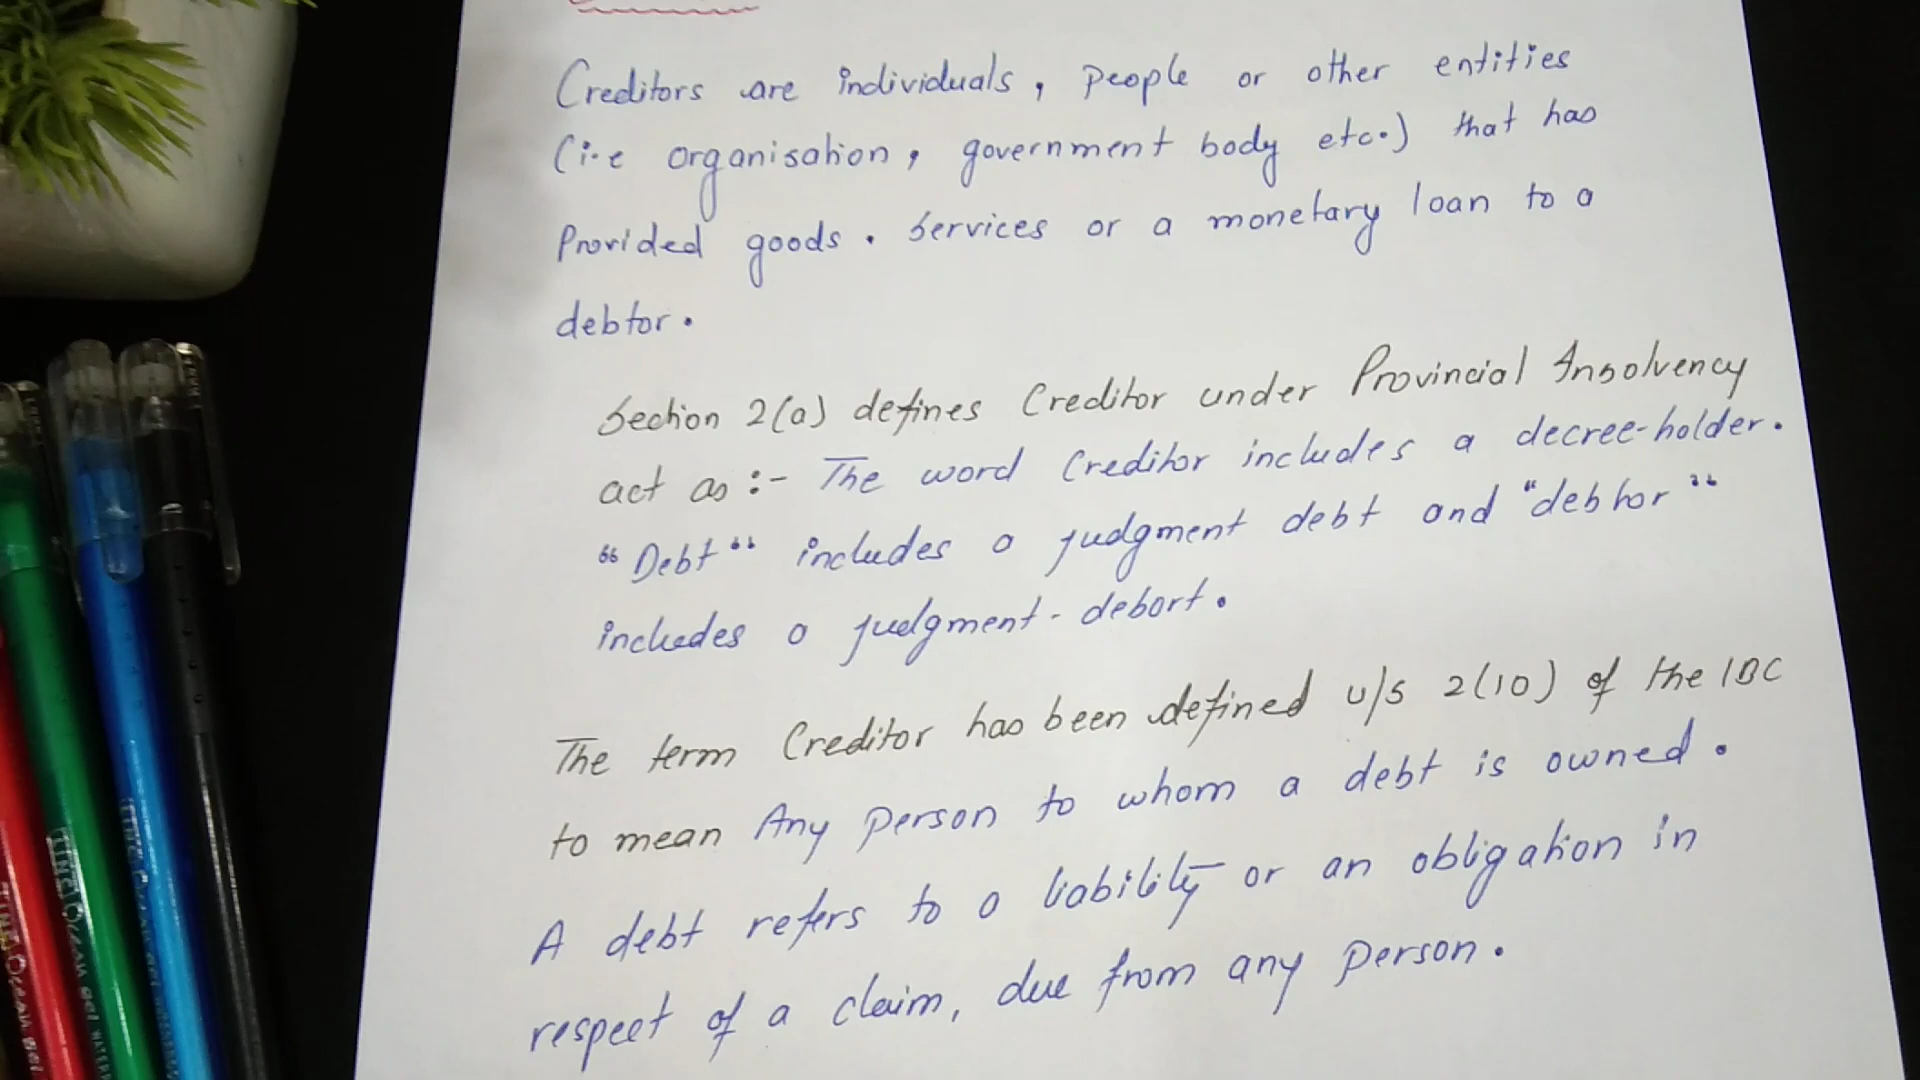 Creditors are individuals, people or other entities
(i.e organisation, government body etc.) that has
Provided goods. Services or a monetary loan to a
debtor.
Section 2(a) defines Creditor under Provincial Insolvency
act as :- The word Creditor includes a decree-holder.
"Debt" includes a judgment debt and "debtor"
includes a judgment-debort.
The term Creditor has been defined u/s 2(10) of the IBC
to mean Any person to whom a debt is owned.
A debt refers to a liability or an obligation in
respect of a claim, due from any person.